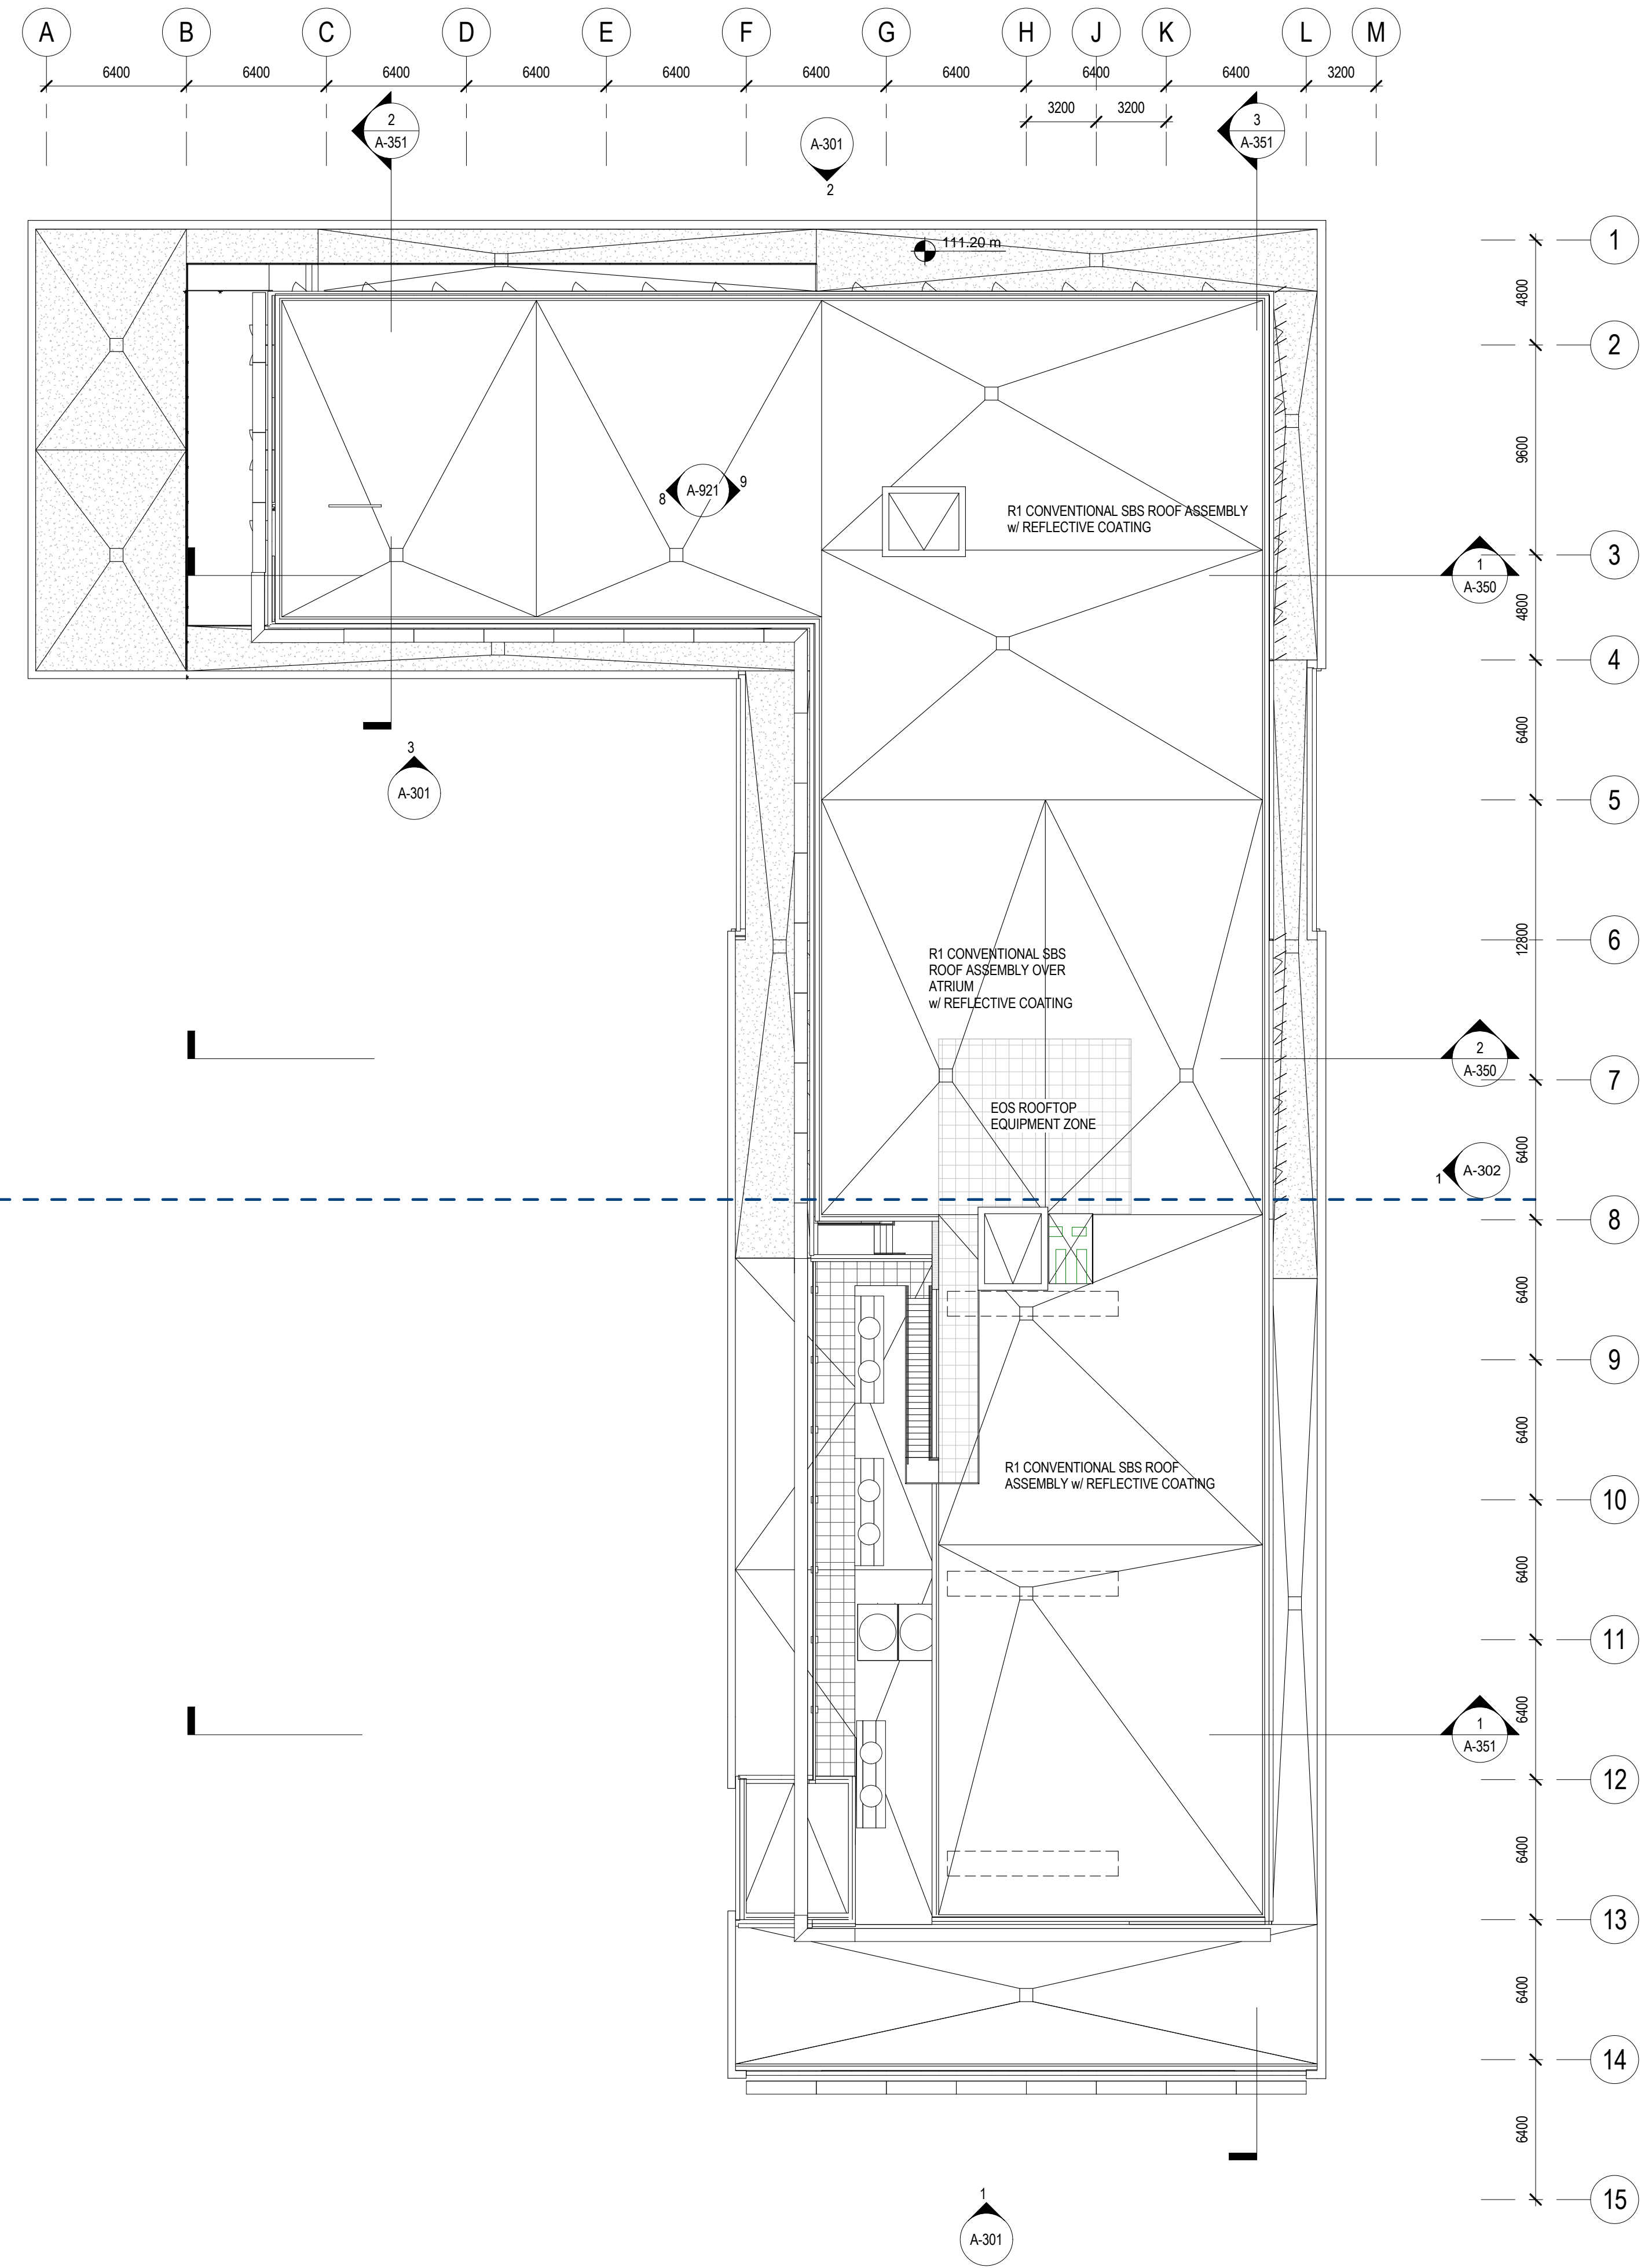 A B C D E F G H J K L M
6400 6400 6400 6400 6400 6400 6400 6400 6400 3200
3200 3200
2
A-351
A-301
2
3
A-351
1
111.20 m
4800
2
9600
8 A-921 9
R1 CONVENTIONAL SBS ROOF ASSEMBLY
w/ REFLECTIVE COATING
3
1
A-350
4800
4
6400
3
A-301
5
12800
6
R1 CONVENTIONAL SBS
ROOF ASSEMBLY OVER
ATRIUM
w/ REFLECTIVE COATING
2
A-350
7
EOS ROOFTOP
EQUIPMENT ZONE
6400
1 A-302
8
6400
9
6400
R1 CONVENTIONAL SBS ROOF
ASSEMBLY w/ REFLECTIVE COATING
10
6400
11
6400
1
A-351
12
6400
13
6400
14
6400
15
1
A-301